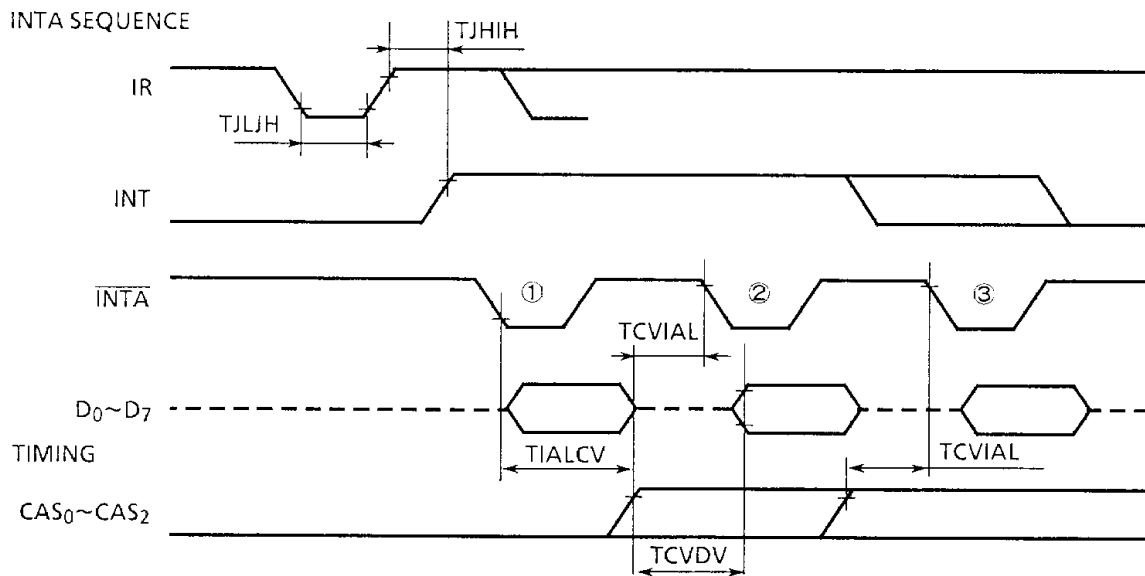 INTA SEQUENCE
TJHIH
IR
TJLJH
INT
INTA
①
②
③
TCVIAL
D0~D7
TIMING
TIALCV
TCVIAL
CAS0~CAS2
TCVDV